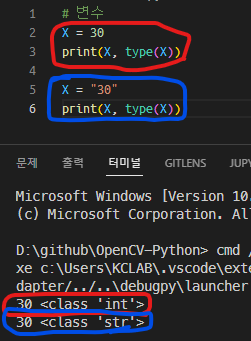 1 # 변수
2 X = 30
3 print(X, type(X))
4
5 X = "30"
6 print(X, type(X))
문제 출력 터미널 GITLENS JUPY
Microsoft Windows [Version 10.
(c) Microsoft Corporation. All
D:\github\OpenCV-Python> cmd /
xe c:\Users\KCLAB\.vscode\exte
dapter/../..\debugpy\launcher
30 <class 'int'>
30 <class 'str'>